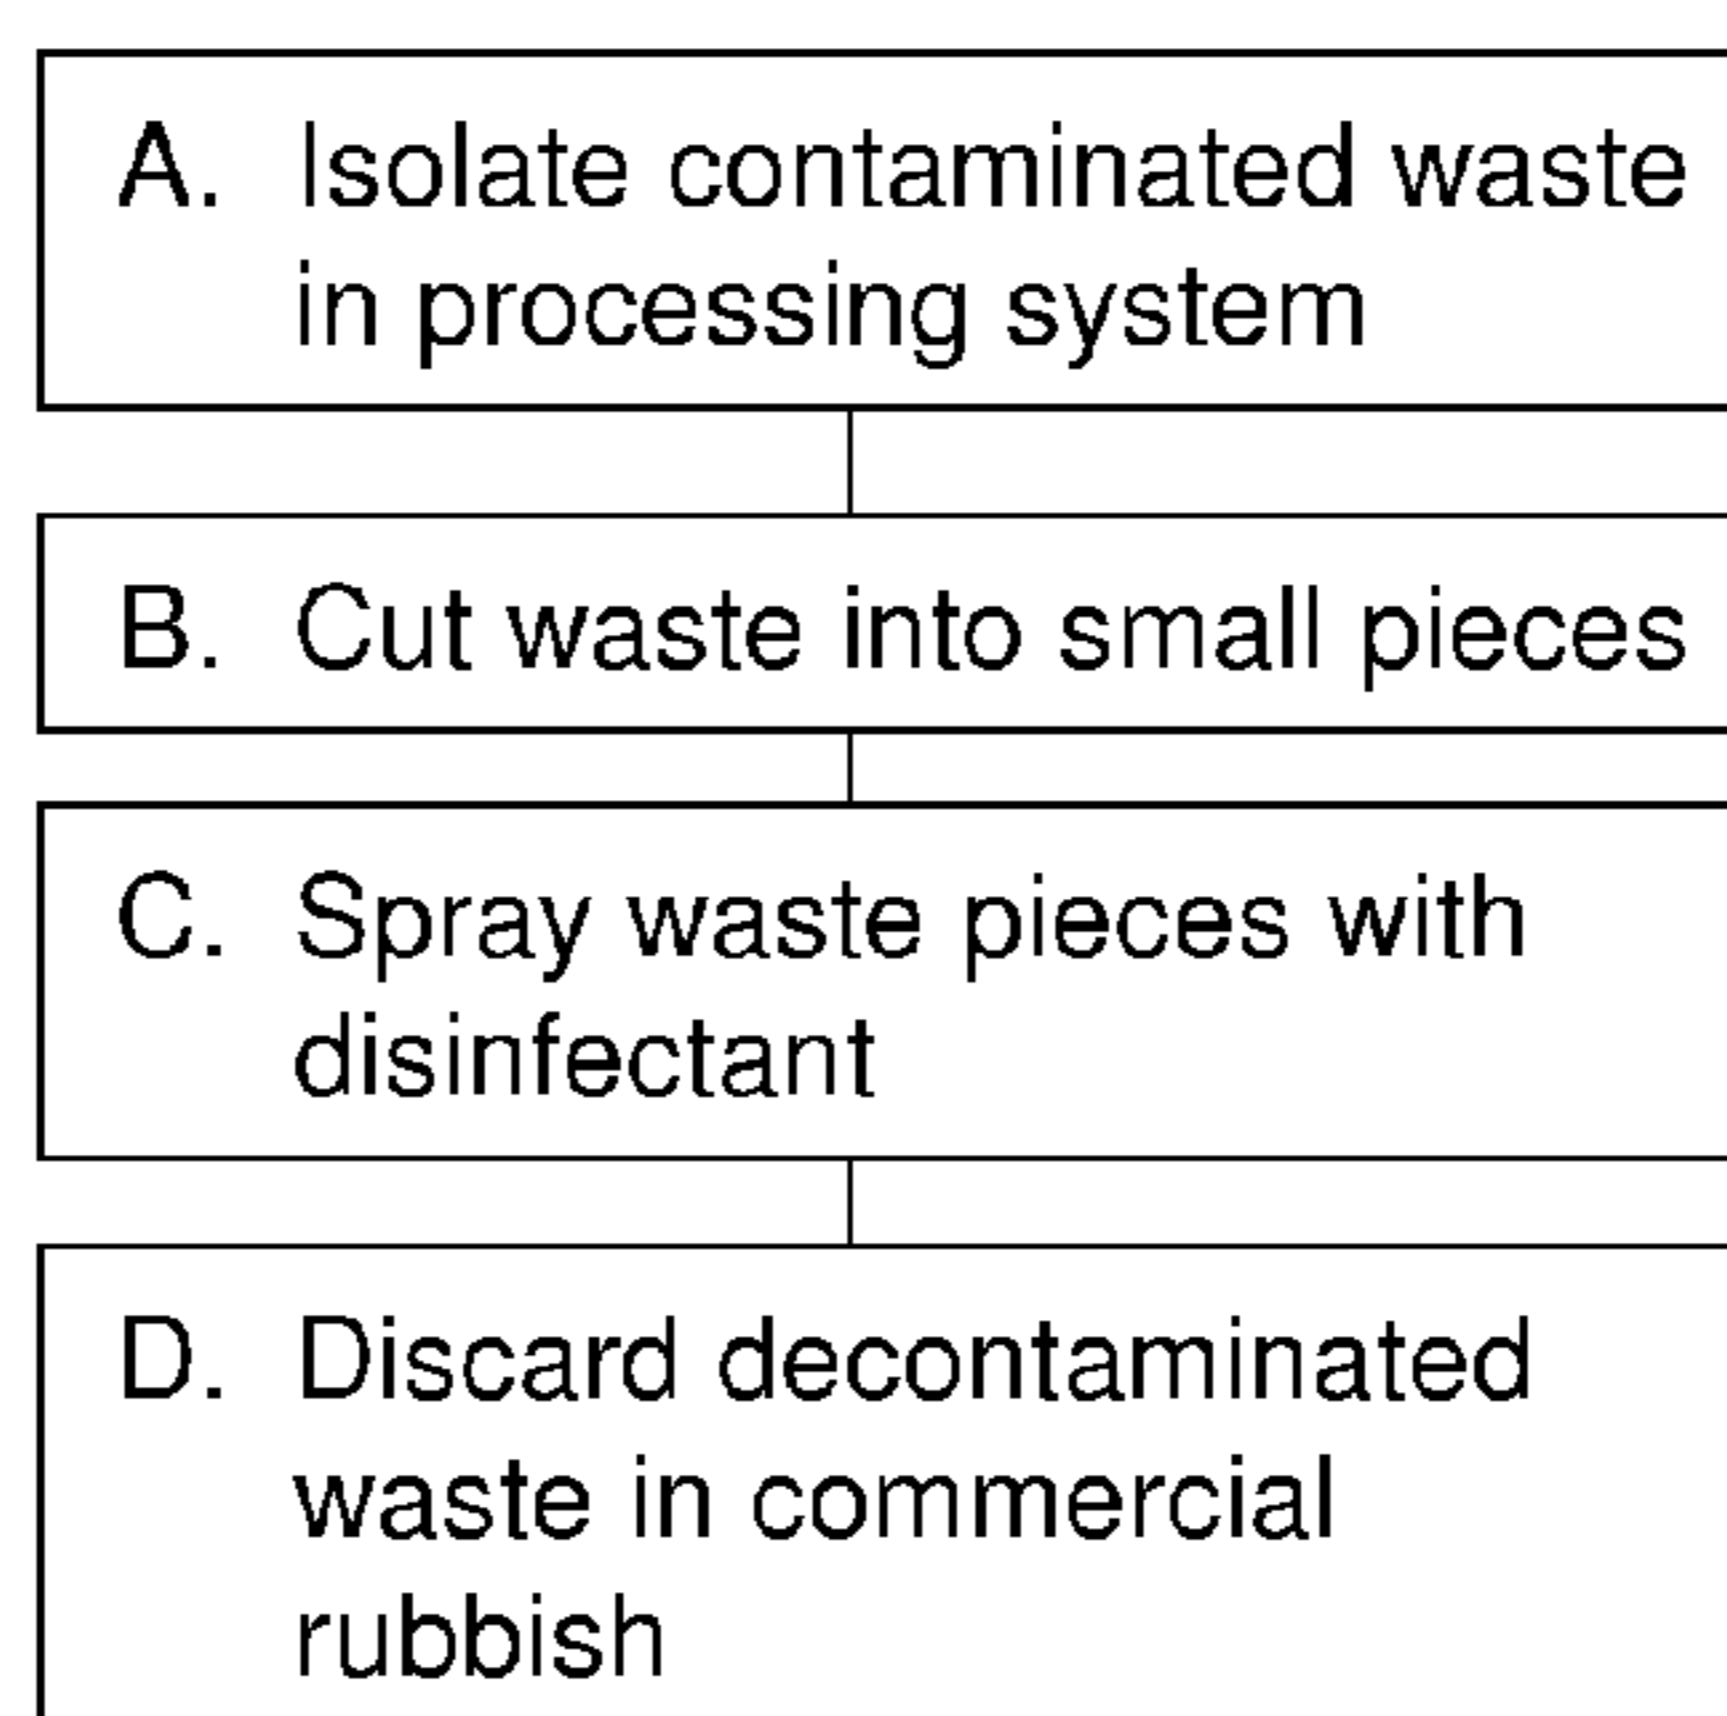 A. Isolate contaminated waste
in processing system
B. Cut waste into small pieces
C. Spray waste pieces with
disinfectant
D. Discard decontaminated
waste in commercial
rubbish